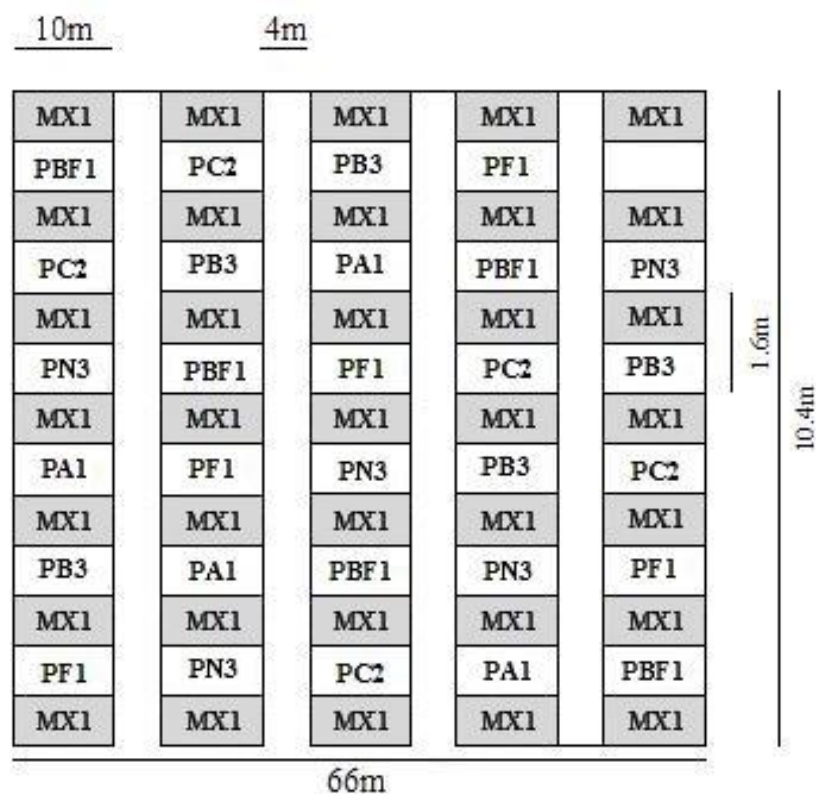 10m 4m
MX1 MX1 MX1 MX1 MX1
PBF1 PC2 PB3 PF1
MX1 MX1 MX1 MX1 MX1
PC2 PB3 PA1 PBF1 PN3
MX1 MX1 MX1 MX1 MX1
PN3 PBF1 PF1 PC2 PB3
MX1 MX1 MX1 MX1 MX1
PA1 PF1 PN3 PB3 PC2
MX1 MX1 MX1 MX1 MX1
PB3 PA1 PBF1 PN3 PF1
MX1 MX1 MX1 MX1 MX1
PF1 PN3 PC2 PA1 PBF1
MX1 MX1 MX1 MX1 MX1
1.6m
10.4m
66m